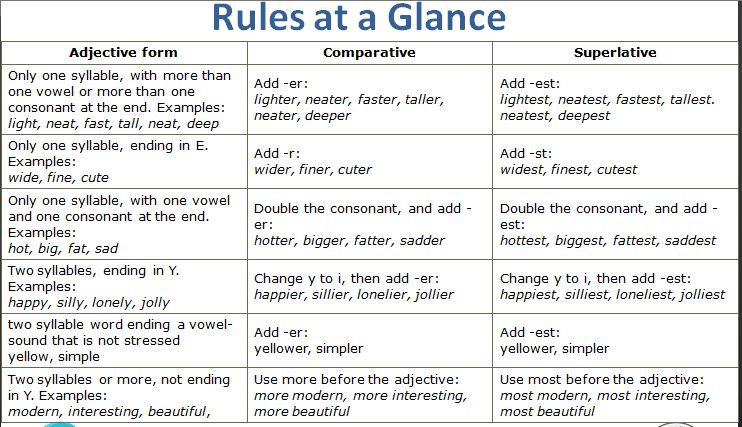 Rules at a Glance
Adjective form
Comparative
Superlative
Only one syllable, with more than
one vowel or more than one
consonant at the end. Examples:
light, neat, fast, tall, neat, deep
Add -er:
lighter, neater, faster, taller,
neater, deeper
Add -est:
lightest, neatest, fastest, tallest.
neatest, deepest
Only one syllable, ending in E.
Examples:
wide, fine, cute
Add -r:
wider, finer, cuter
Add -st:
widest, finest, cutest
Only one syllable, with one vowel
and one consonant at the end.
Examples:
hot, big, fat, sad
Double the consonant, and add -
er:
hotter, bigger, fatter, sadder
Double the consonant, and add -
est:
hottest, biggest, fattest, saddest
Two syllables, ending in Y.
Examples:
happy, silly, lonely, jolly
Change y to i, then add -er:
happier, sillier, lonelier, jollier
Change y to i, then add -est:
happiest, silliest, loneliest, jolliest
two syllable word ending a vowel-
sound that is not stressed
yellow, simple
Add -er:
yellower, simpler
Add -est:
yellower, simpler
Two syllables or more, not ending
in Y. Examples:
modern, interesting, beautiful,
Use more before the adjective:
more modern, more interesting,
more beautiful
Use most before the adjective:
most modern, most interesting,
most beautiful